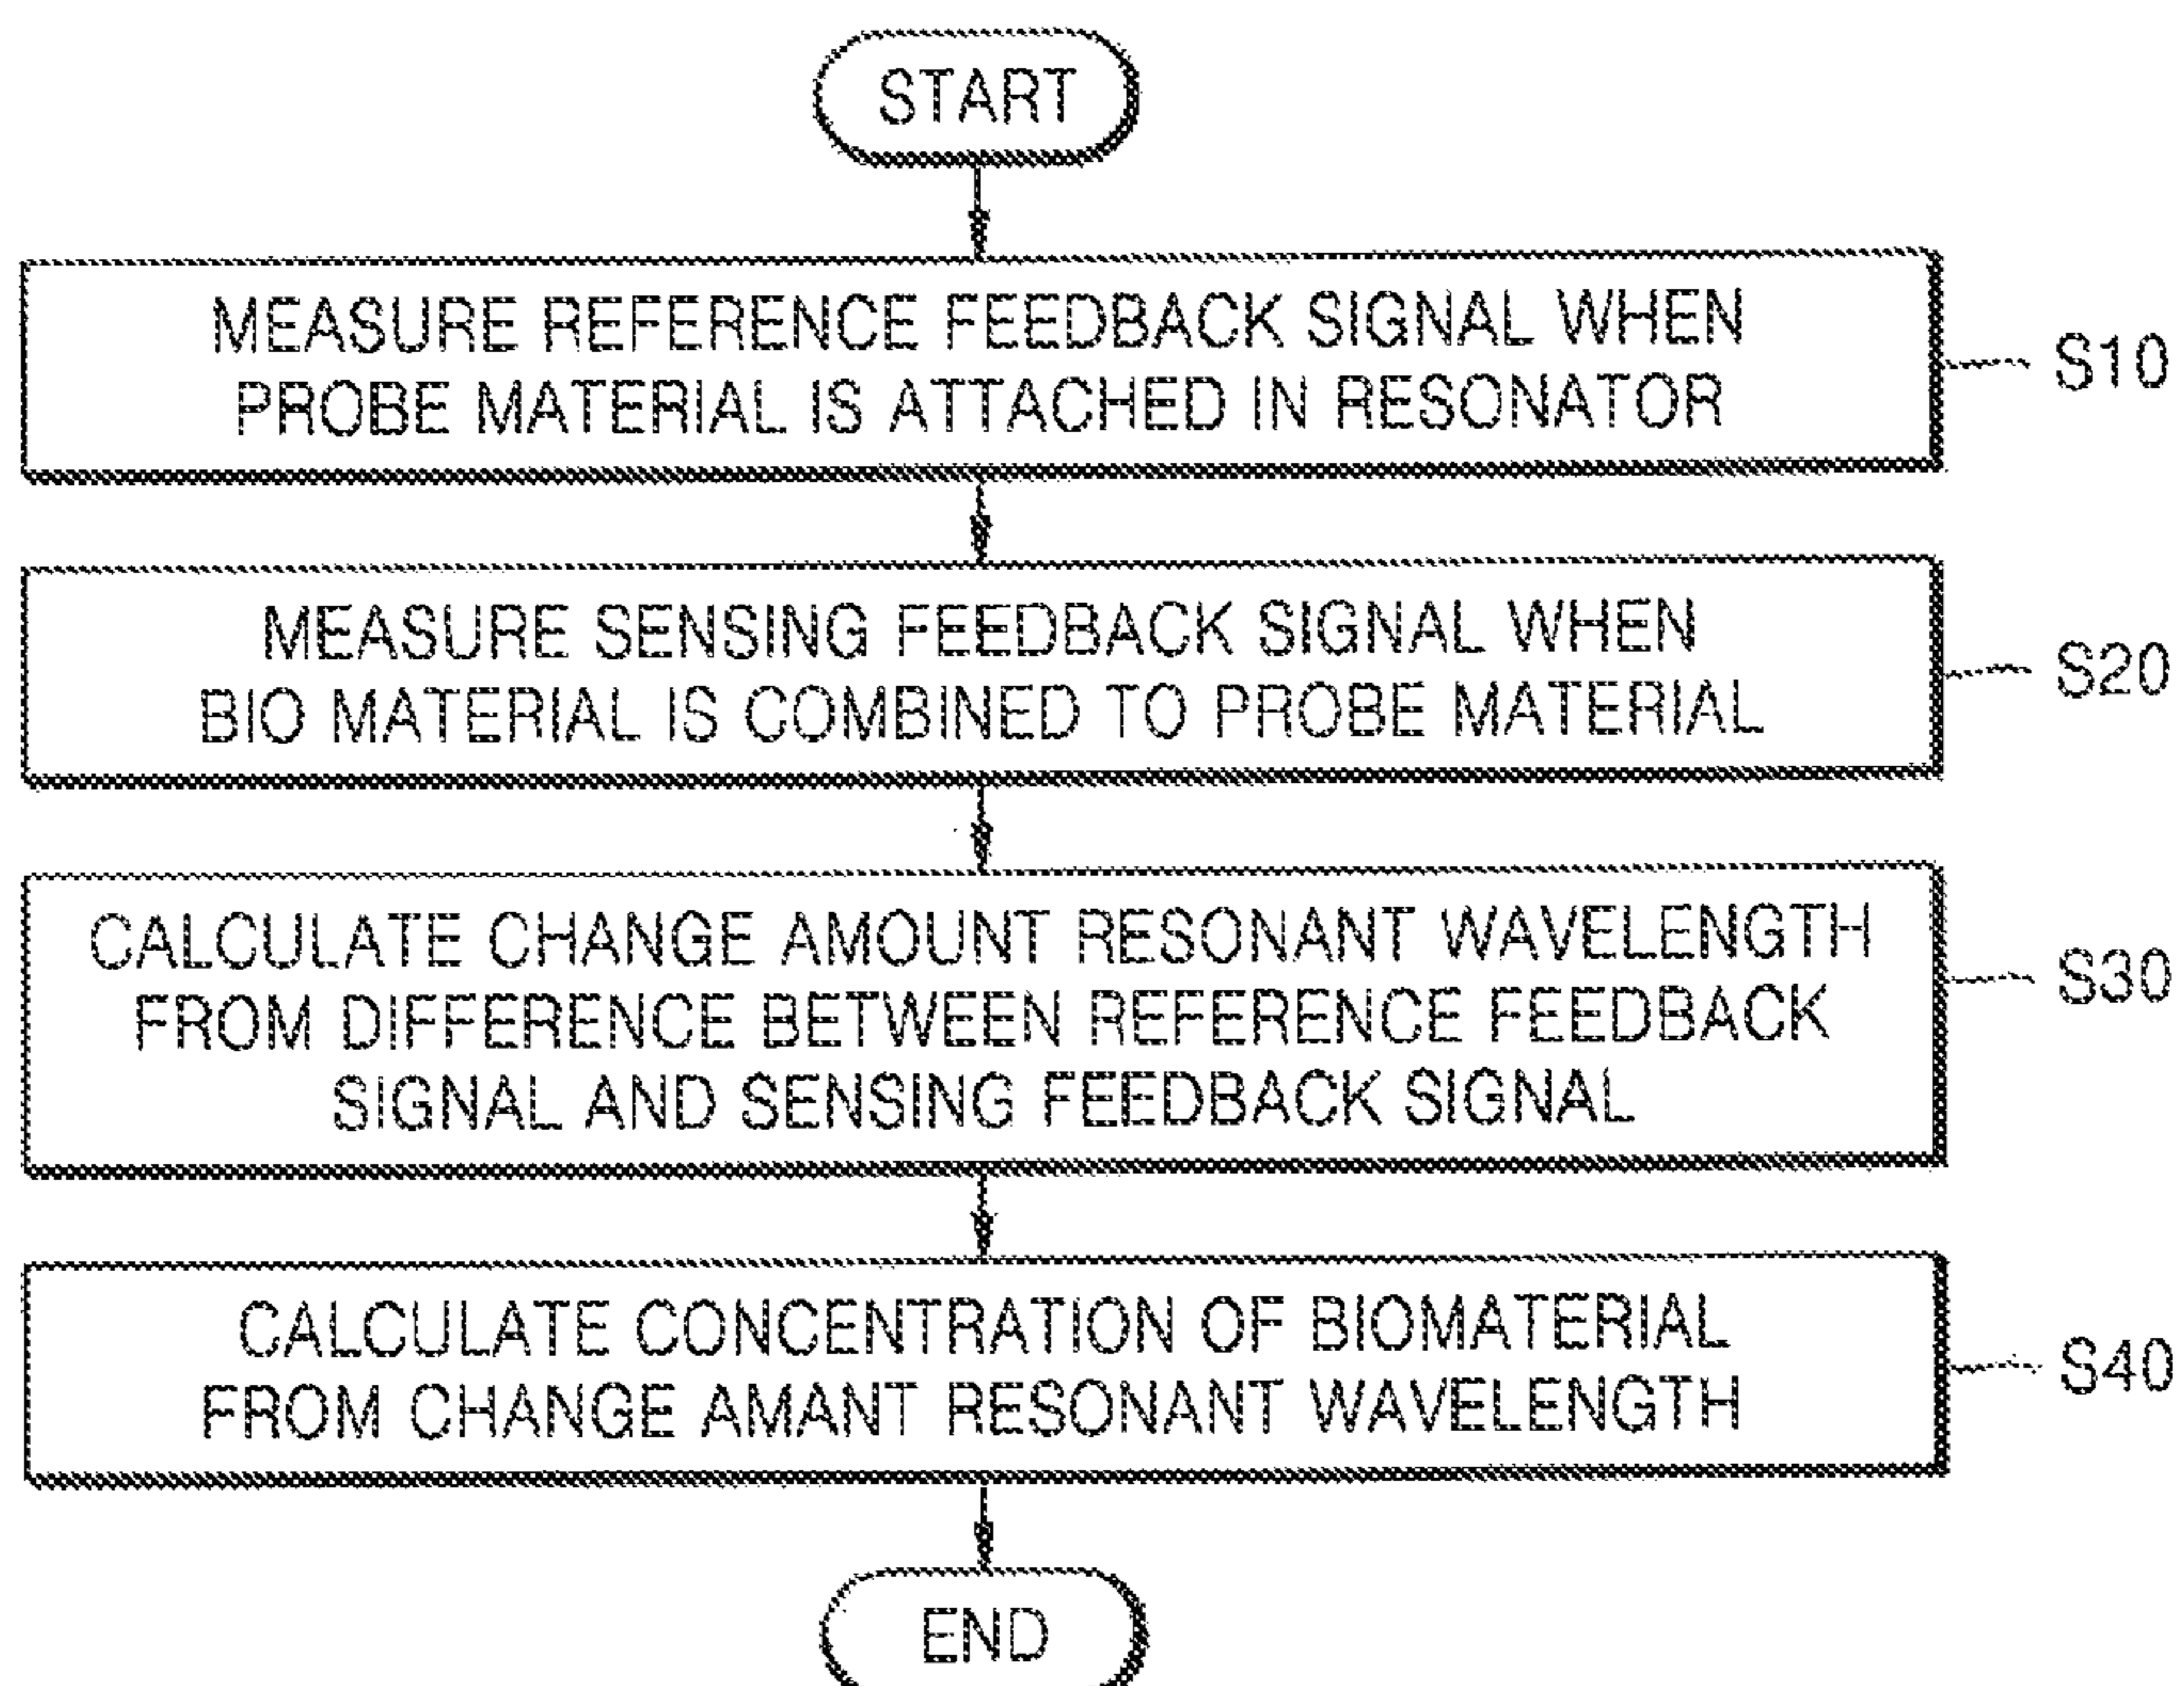 START
MEASURE REFERENCE FEEDBACK SIGNAL WHEN
PROBE MATERIAL IS ATTACHED IN RESONATOR
S10
MEASURE SENSING FEEDBACK SIGNAL WHEN
BIO MATERIAL IS COMBINED TO PROBE MATERIAL
S20
CALCULATE CHANGE AMOUNT RESONANT WAVELENGTH
FROM DIFFERENCE BETWEEN REFERENCE FEEDBACK
SIGNAL AND SENSING FEEDBACK SIGNAL
S30
CALCULATE CONCENTRATION OF BIOMATERIAL
FROM CHANGE AMANT RESONANT WAVELENGTH
S40
END